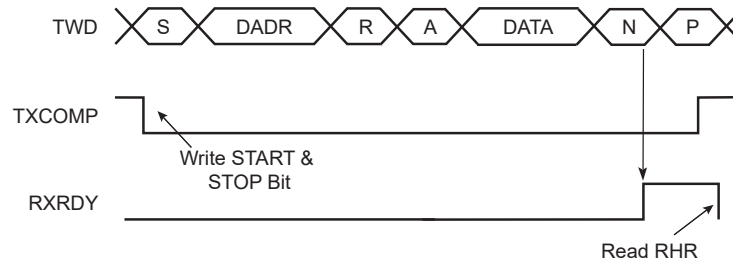 TWD S DADR R A DATA N P
TXCOMP
Write START &
STOP Bit
RXRDY
Read RHR